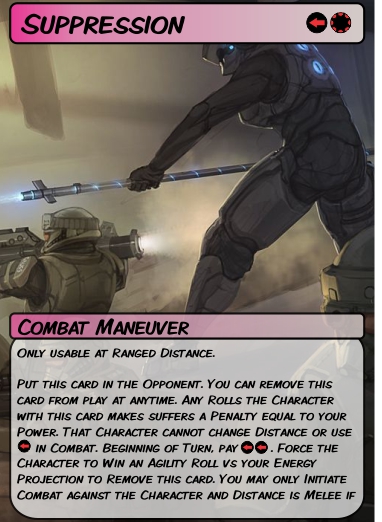 SUPPRESSION
COMBAT MANEUVER
ONLY USABLE AT RANGED DISTANCE.
PUT THIS CARD IN THE OPPONENT. YOU CAN REMOVE THIS
CARD FROM PLAY AT ANYTIME. ANY ROLLS THE CHARACTER
WITH THIS CARD MAKES SUFFERS A PENALTY EQUAL TO YOUR
POWER. THAT CHARACTER CANNOT CHANGE DISTANCE OR USE
IN COMBAT. BEGINNING OF TURN, PAY . FORCE THE
CHARACTER TO WIN AN AGILITY ROLL VS YOUR ENERGY
PROJECTION TO REMOVE THIS CARD. YOU MAY ONLY INITIATE
COMBAT AGAINST THE CHARACTER AND DISTANCE IS MELEE IF